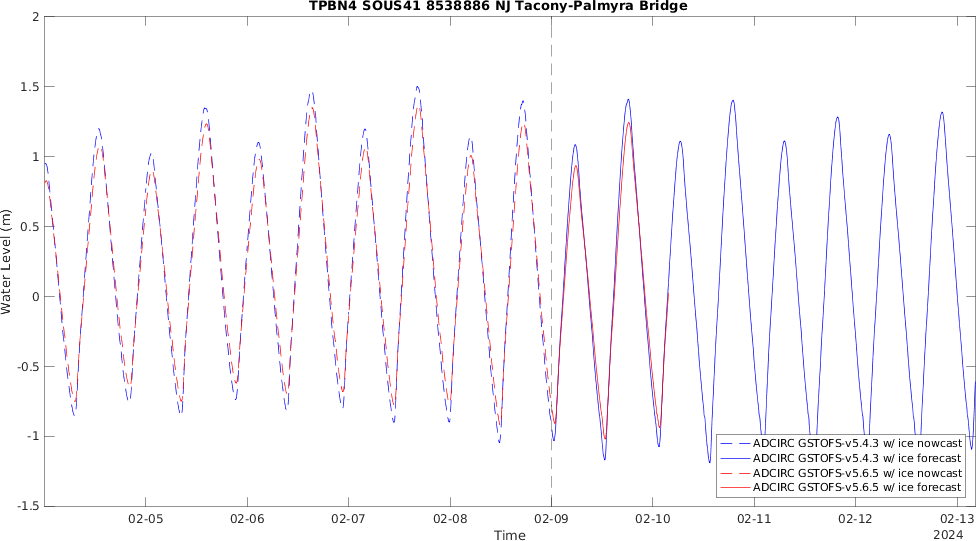 TPBN4 SOUS41 8538886 NJ Tacony-Palmyra Bridge
2
1.5
1
0.5
0
-0.5
-1
-1.5
Water Level (m)
ADCIRC GSTOFS-v5.4.3 w/ ice nowcast
ADCIRC GSTOFS-v5.4.3 w/ ice forecast
ADCIRC GSTOFS-v5.6.5 w/ ice nowcast
ADCIRC GSTOFS-v5.6.5 w/ ice forecast
02-05 02-06 02-07 02-08 02-09 02-10 02-11 02-12 02-13
Time
2024